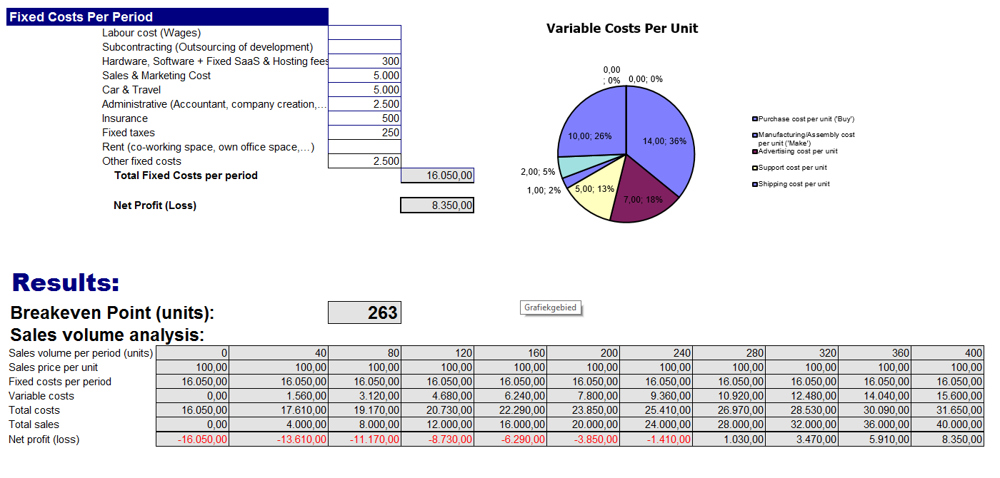 Fixed Costs Per Period
Labour cost (Wages)
Subcontracting (Outsourcing of development)
Hardware, Software + Fixed SaaS & Hosting fees 300
Sales & Marketing Cost 5.000
Car & Travel 5.000
Administrative (Accountant, company creation,... 2.500
Insurance 500
Fixed taxes 250
Rent (co-working space, own office space,...)
Other fixed costs 2.500
Total Fixed Costs per period 16.050,00
Net Profit (Loss) 8.350,00
Variable Costs Per Unit
0,00
; 0%
0,00; 0%
10,00; 26%
14,00; 36%
2,00; 5%
1,00; 2%
5,00; 13%
7,00; 18%
Purchase cost per unit ('Buy')
Manufacturing/Assembly cost
per unit ('Make')
Advertising cost per unit
Support cost per unit
Shipping cost per unit
Results:
Breakeven Point (units): 263
Grafiekgebied
Sales volume analysis:
Sales volume per period (units) 0 40 80 120 160 200 240 280 320 360 400
Sales price per unit 100,00 100,00 100,00 100,00 100,00 100,00 100,00 100,00 100,00 100,00 100,00
Fixed costs per period 16.050,00 16.050,00 16.050,00 16.050,00 16.050,00 16.050,00 16.050,00 16.050,00 16.050,00 16.050,00 16.050,00
Variable costs 0,00 1.560,00 3.120,00 4.680,00 6.240,00 7.800,00 9.360,00 10.920,00 12.480,00 14.040,00 15.600,00
Total costs 16.050,00 17.610,00 19.170,00 20.730,00 22.290,00 23.850,00 25.410,00 26.970,00 28.530,00 30.090,00 31.650,00
Total sales 0,00 4.000,00 8.000,00 12.000,00 16.000,00 20.000,00 24.000,00 28.000,00 32.000,00 36.000,00 40.000,00
Net profit (loss) -16.050,00 -13.610,00 -11.170,00 -8.730,00 -6.290,00 -3.850,00 -1.410,00 1.030,00 3.470,00 5.910,00 8.350,00